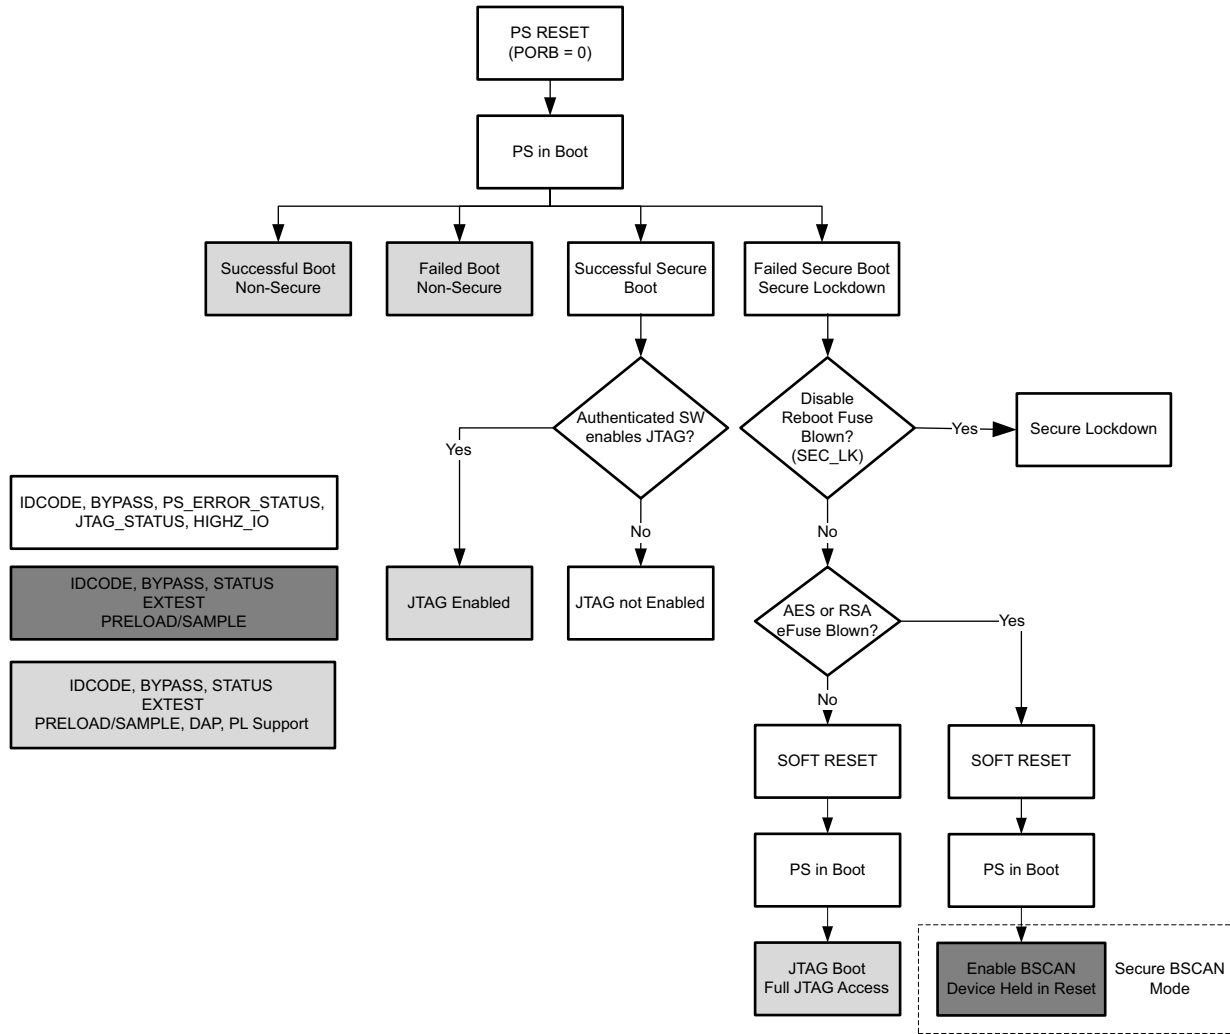 PS RESET
(PORB = 0)
PS in Boot
Successful Boot
Non-Secure
Failed Boot
Non-Secure
Successful Secure
Boot
Failed Secure Boot
Secure Lockdown
Authenticated SW
enables JTAG?
Yes
No
Disable
Reboot Fuse
Blown?
(SEC_LK)
Yes
Secure Lockdown
No
IDCODE, BYPASS, PS_ERROR_STATUS,
JTAG_STATUS, HIGHZ_IO
IDCODE, BYPASS, STATUS
EXTEST
PRELOAD/SAMPLE
IDCODE, BYPASS, STATUS
EXTEST
PRELOAD/SAMPLE, DAP, PL Support
JTAG Enabled
JTAG not Enabled
AES or RSA
eFuse Blown?
Yes
No
SOFT RESET
SOFT RESET
PS in Boot
PS in Boot
JTAG Boot
Full JTAG Access
Enable BSCAN
Device Held in Reset
Secure BSCAN
Mode